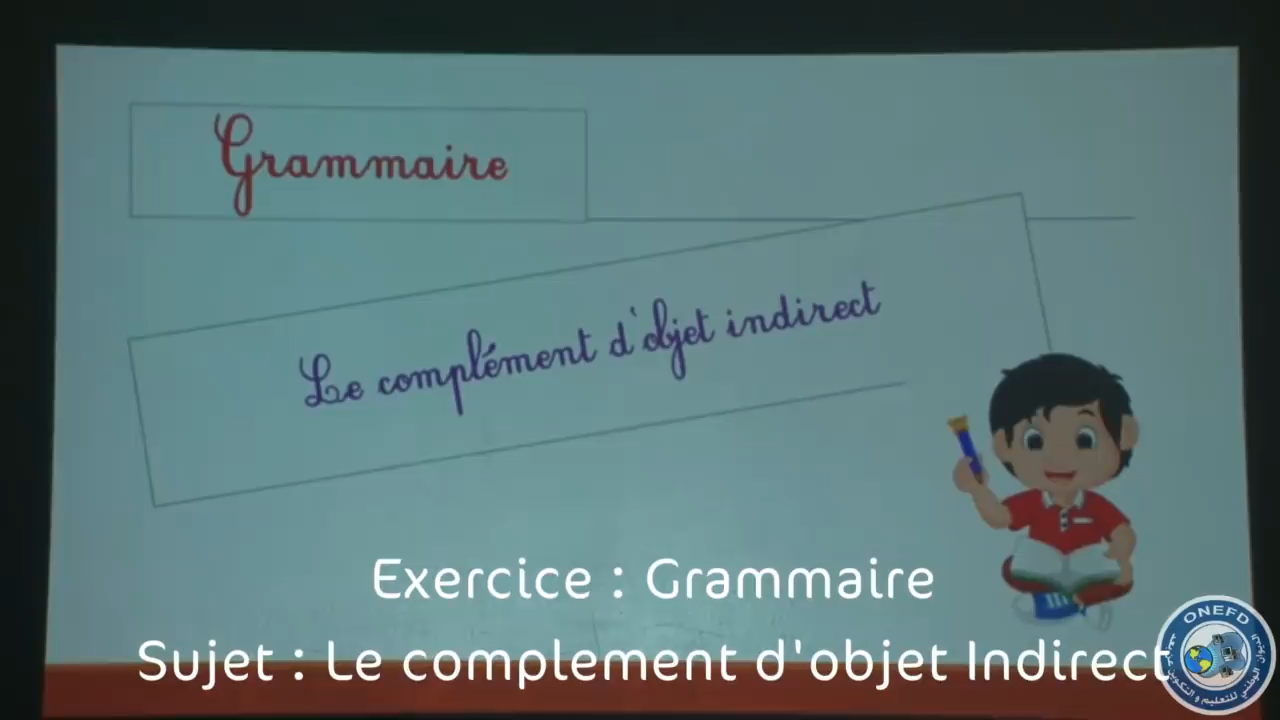 Grammaire
Le complément d'objet indirect
Exercice : Grammaire
Sujet : Le complement d'objet Indirect
ONEFD